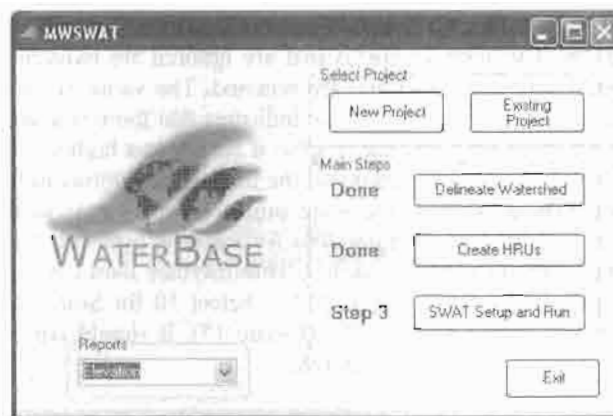 MWSWAT
Select Project
New Project
Existing
Project
Main Steps
Done
Delineate Watershed
WATERBASE
Done
Create HRUs
Step 3
SWAT Setup and Run
Reports
Elevation
Exit